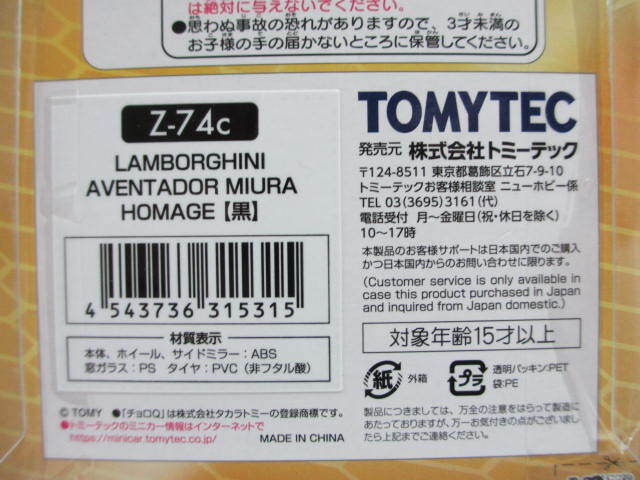 は絶対に与えないでください。
●思わぬ事故の恐れがありますので、3才未満の
お子様の手の届かないところに保管してください。
Z-74c
LAMBORGHINI
AVENTADOR MIURA
HOMAGE【黒】
4 543736 315315
材質表示
本体、ホイール、サイドミラー：ABS
窓ガラス：PS タイヤ：PVC（非フタル酸）
© TOMY ●「チョロQ」は株式会社タカラトミーの登録商標です。
●トミーテックのミニカー情報はインターネットで
https://minicar.tomytec.co.jp/
MADE IN CHINA
TOMYTEC
発売元 株式会社トミーテック
〒124-8511 東京都葛飾区立石7-9-10
トミーテックお客様相談室 ニューホビー係
TEL 03(3695)3161(代)
電話受付 月～金曜日(祝・休日を除く)
10～17時
本製品のお客様サポートは日本国内でのご購入
かつ日本国内からのお問い合わせに限ります。
(Customer service is only available in
case this product purchased in Japan
and inquired from Japan domestic.)
対象年齢15才以上
紙 外箱
プラ 透明パッキン:PET
袋:PE
製品につきましては、万全の注意をはらって製造に
あたっておりますが、万一お気付きの点がございまし
たら上記までご連絡ください。